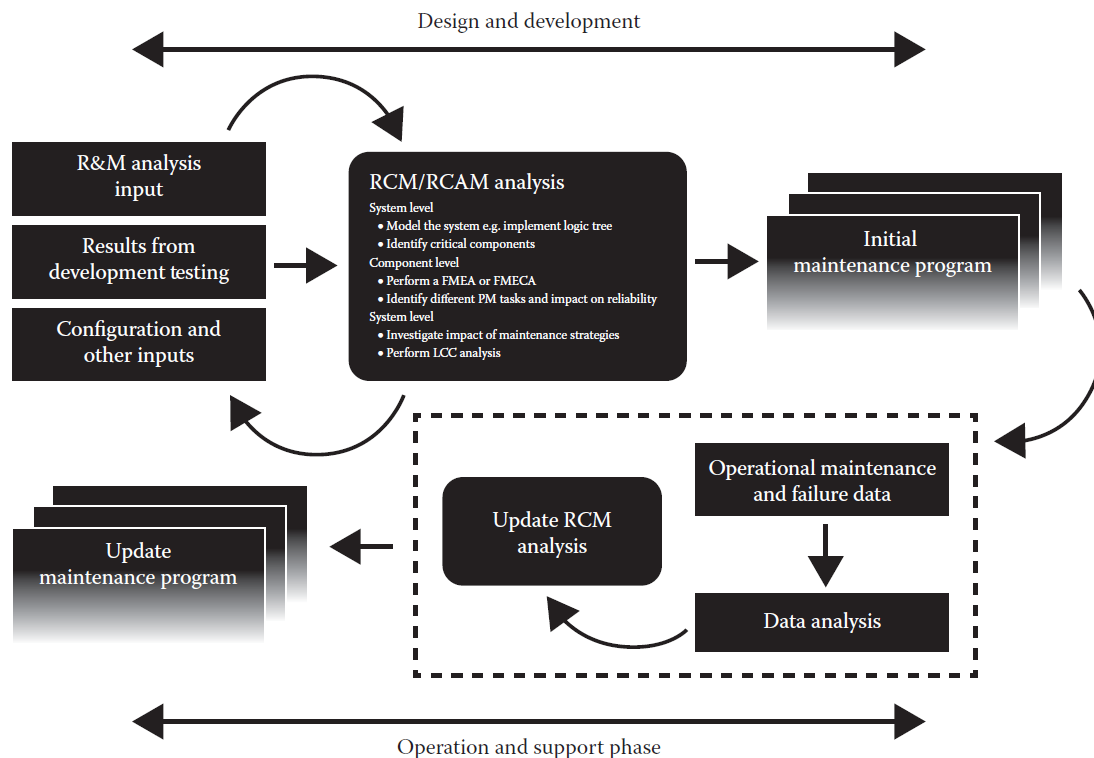 Design and development
R&M analysis
input
Results from
development testing
Configuration and
other inputs
RCM/RCAM analysis
System level
• Model the system e.g. implement logic tree
• Identify critical components
Component level
• Perform a FMEA or FMECA
• Identify different PM tasks and impact on reliability
System level
• Investigate impact of maintenance strategies
• Perform LCC analysis
Initial
maintenance program
Operational maintenance
and failure data
Data analysis
Update RCM
analysis
Update
maintenance program
Operation and support phase